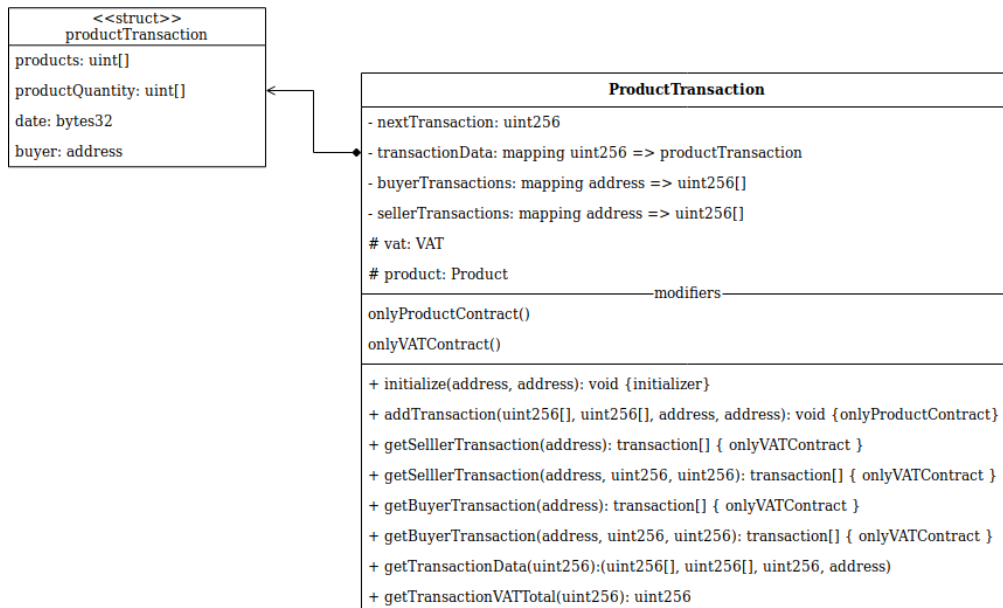 <<struct>>
productTransaction
products: uint[]
productQuantity: uint[]
date: bytes32
buyer: address
ProductTransaction
- nextTransaction: uint256
- transactionData: mapping uint256 => productTransaction
- buyerTransactions: mapping address => uint256[]
- sellerTransactions: mapping address => uint256[]
# vat: VAT
# product: Product
modifiers
onlyProductContract()
onlyVATContract()
+ initialize(address, address): void {initializer}
+ addTransaction(uint256[], uint256[], address, address): void {onlyProductContract}
+ getSelllerTransaction(address): transaction[] { onlyVATContract }
+ getSelllerTransaction(address, uint256, uint256): transaction[] { onlyVATContract }
+ getBuyerTransaction(address): transaction[] { onlyVATContract }
+ getBuyerTransaction(address, uint256, uint256): transaction[] { onlyVATContract }
+ getTransactionData(uint256):(uint256[], uint256[], uint256, address)
+ getTransactionVATTotal(uint256): uint256